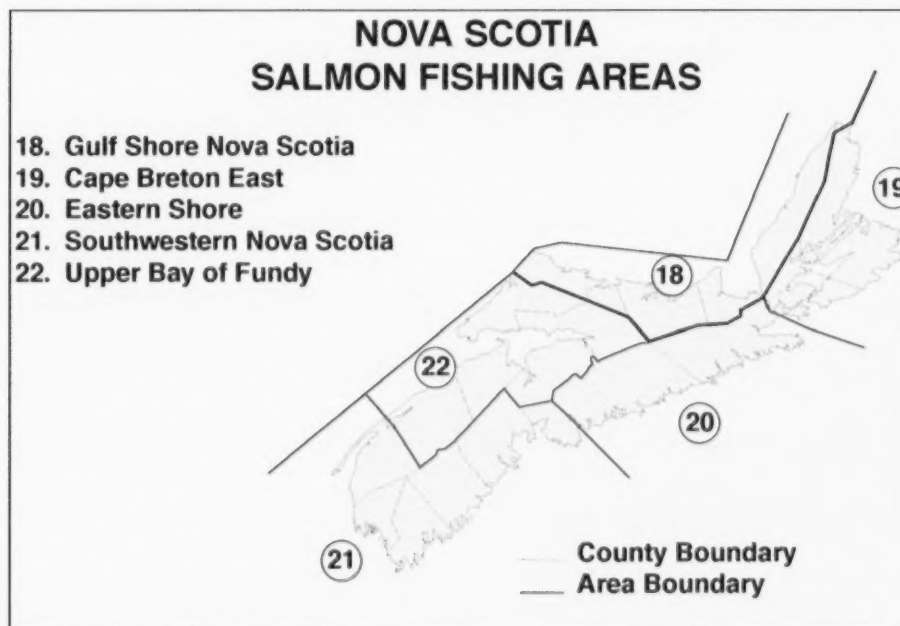 NOVA SCOTIA
SALMON FISHING AREAS
18. Gulf Shore Nova Scotia
19. Cape Breton East
20. Eastern Shore
21. Southwestern Nova Scotia
22. Upper Bay of Fundy
19
18
22
20
21
County Boundary
Area Boundary